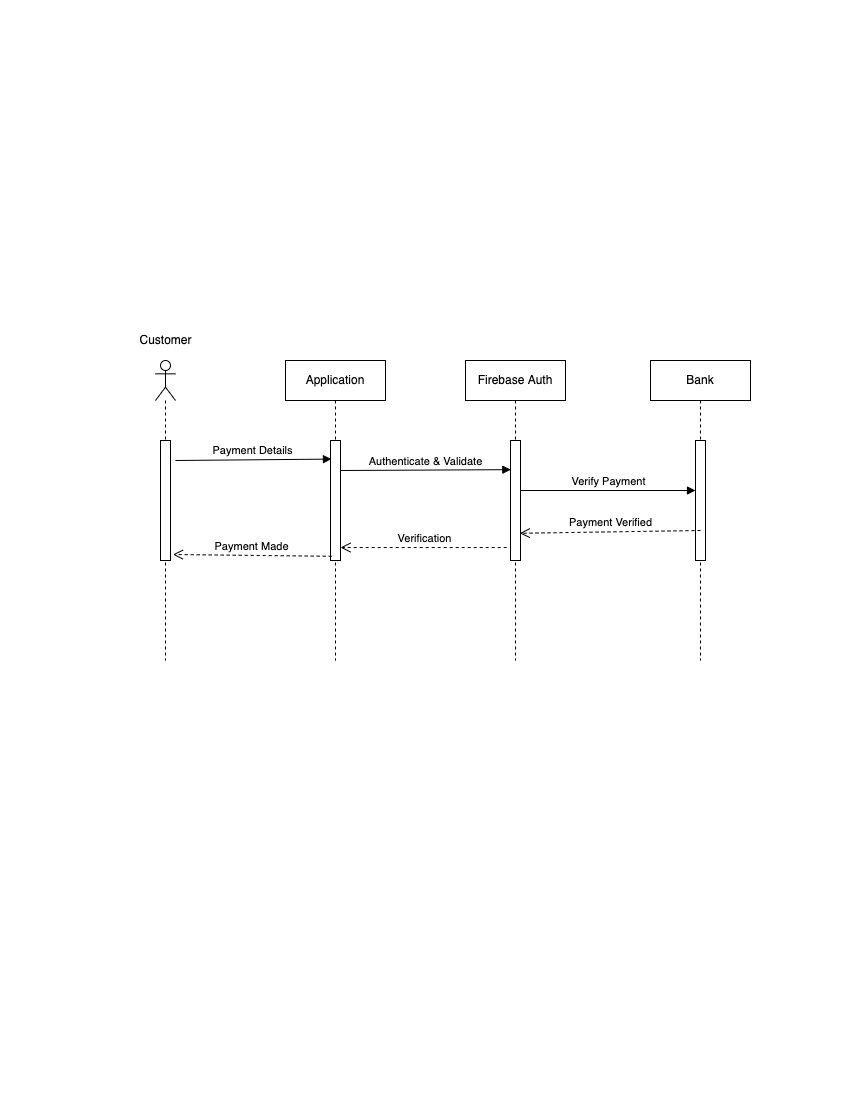 Customer
Application
Firebase Auth
Bank
Payment Details
Authenticate & Validate
Verify Payment
Payment Verified
Verification
Payment Made